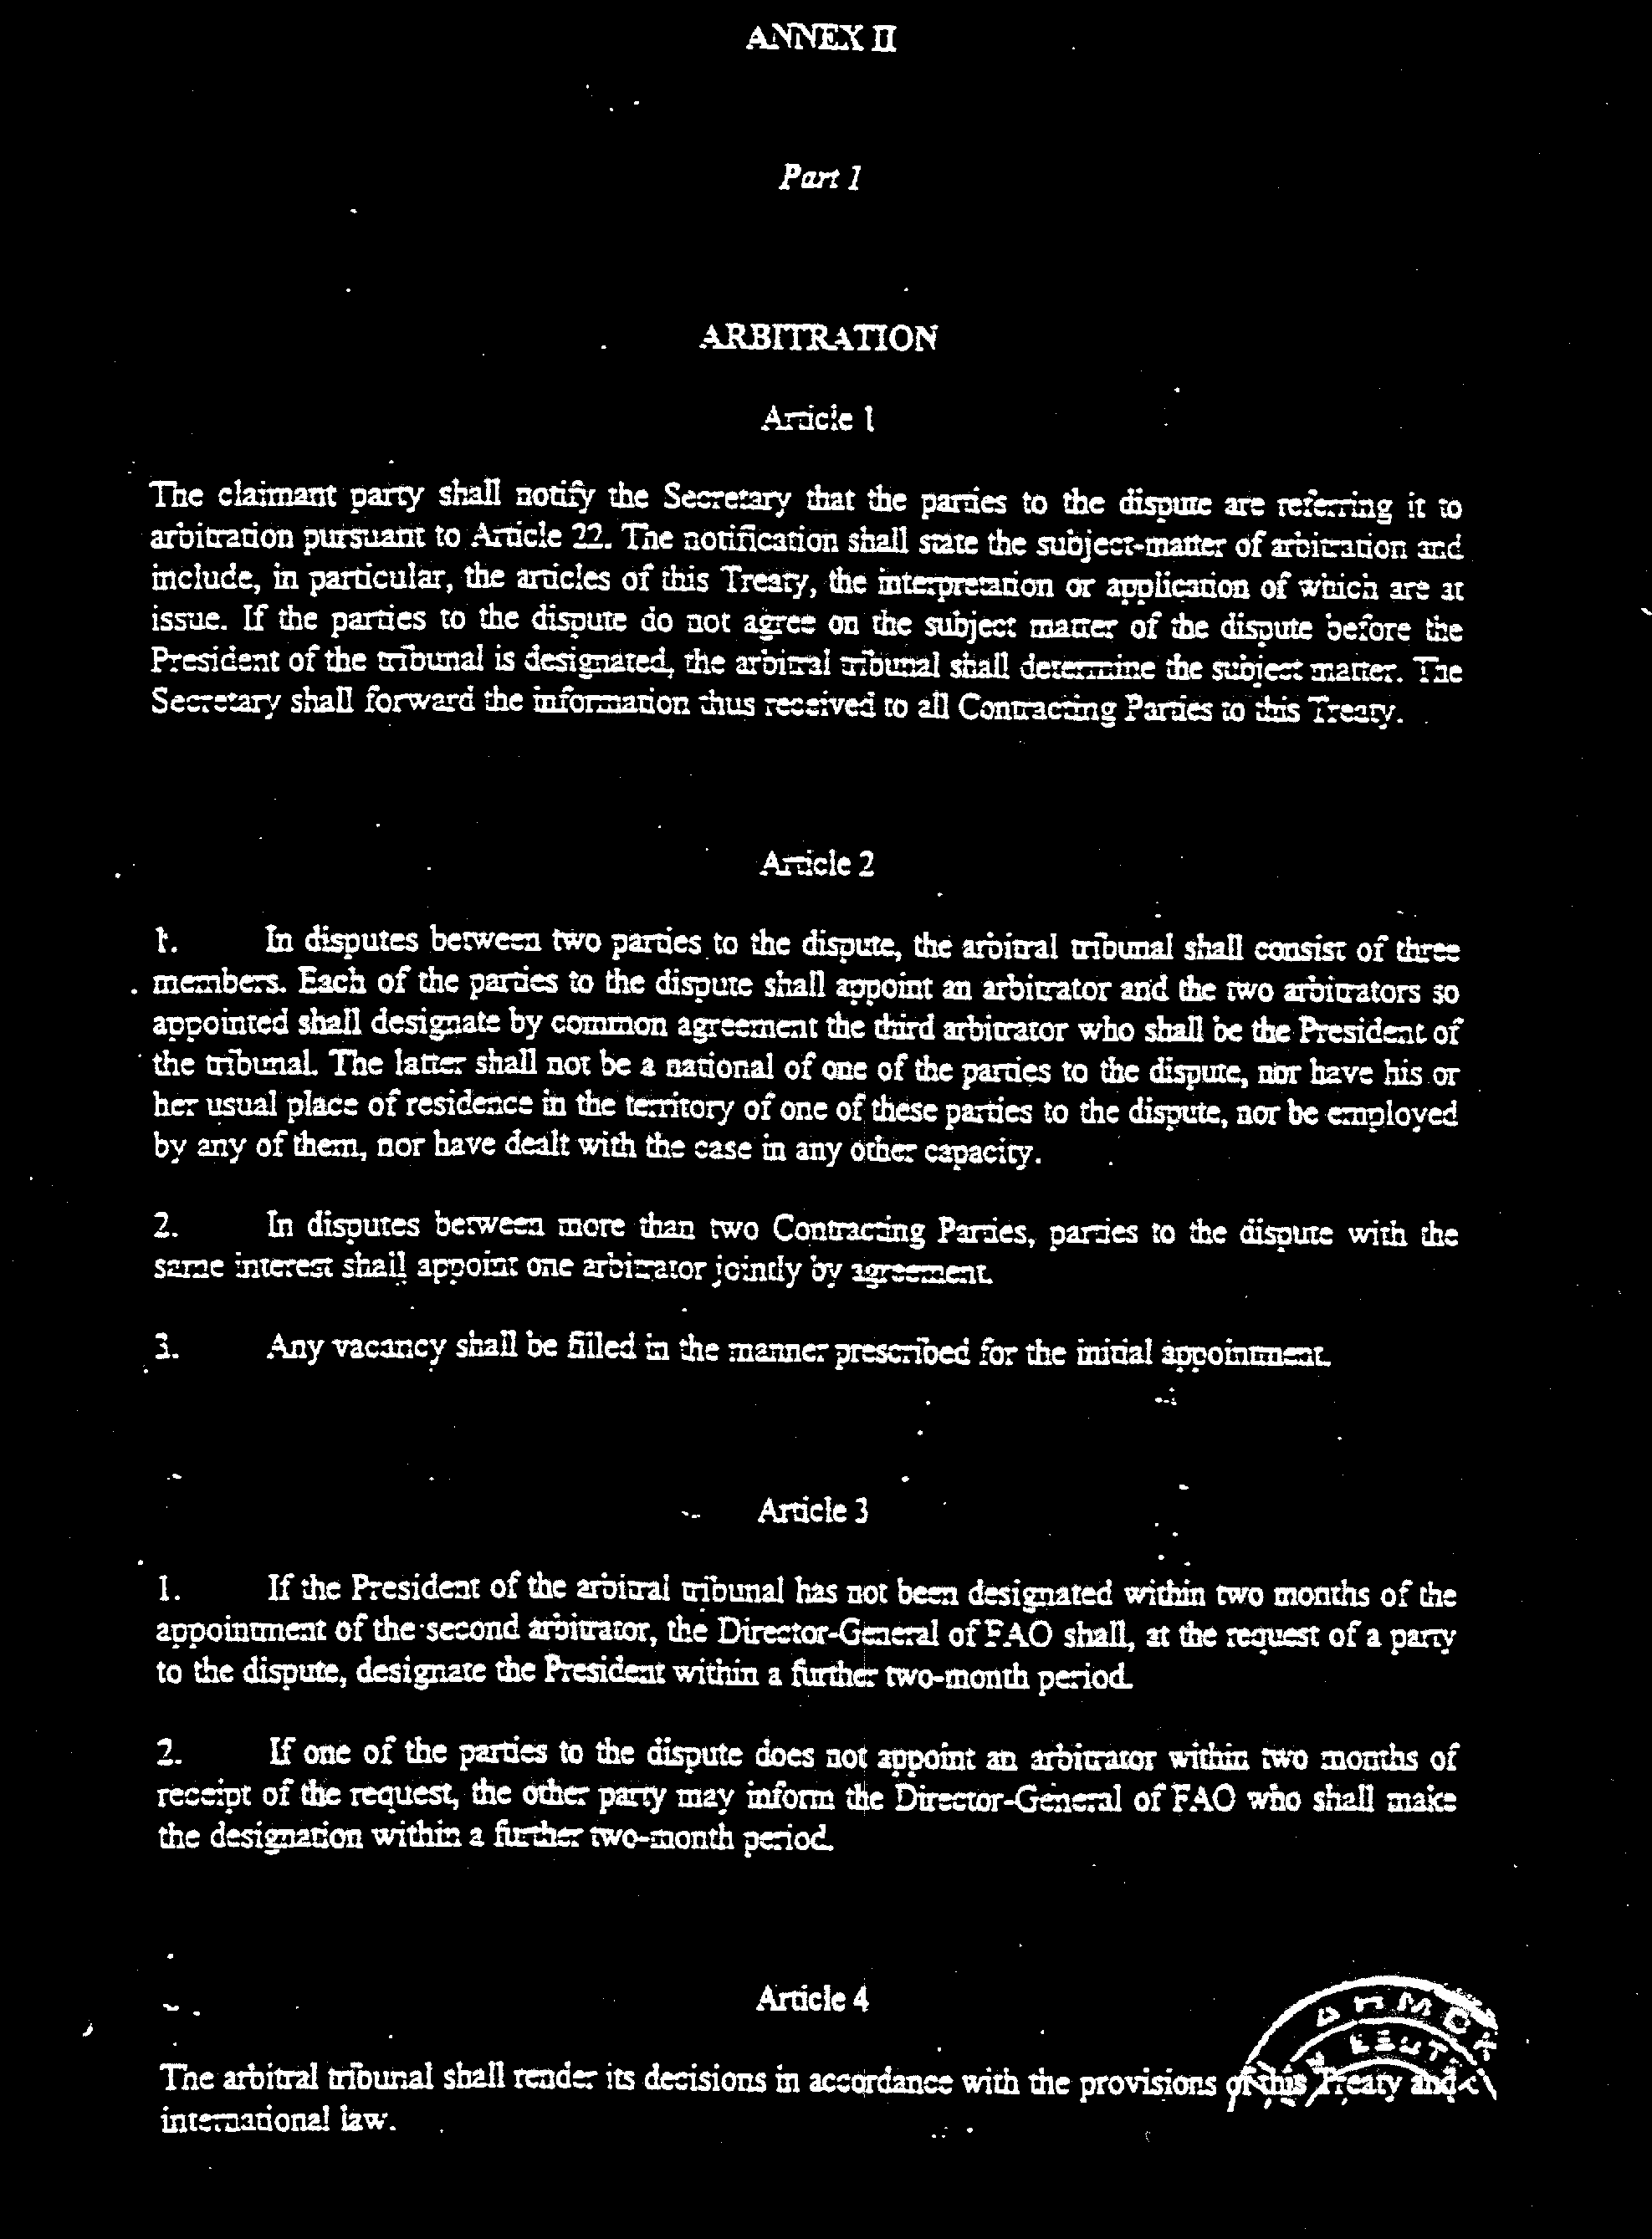 ANNEX II
Part 1
ARBITRATION
Article 1
The claimant party shall notify the Secretary that the parties to the dispute are referring it to
arbitration pursuant to Article 22. The notification shall state the subject-matter of arbitration and
include, in particular, the articles of this Treaty, the interpretation or application of which are at
issue. If the parties to the dispute do not agree on the subject matter of the dispute before the
President of the tribunal is designated, the arbitral tribunal shall determine the subject matter. The
Secretary shall forward the information thus received to all Contracting Parties to this Treaty.
Article 2
1. In disputes between two parties to the dispute, the arbitral tribunal shall consist of three
members. Each of the parties to the dispute shall appoint an arbitrator and the two arbitrators so
appointed shall designate by common agreement the third arbitrator who shall be the President of
the tribunal. The latter shall not be a national of one of the parties to the dispute, nor have his or
her usual place of residence in the territory of one of these parties to the dispute, nor be employed
by any of them, nor have dealt with the case in any other capacity.
2. In disputes between more than two Contracting Parties, parties to the dispute with the
same interest shall appoint one arbitrator jointly by agreement.
3. Any vacancy shall be filled in the manner prescribed for the initial appointment.
Article 3
1. If the President of the arbitral tribunal has not been designated within two months of the
appointment of the second arbitrator, the Director-General of FAO shall, at the request of a party
to the dispute, designate the President within a further two-month period.
2. If one of the parties to the dispute does not appoint an arbitrator within two months of
receipt of the request, the other party may inform the Director-General of FAO who shall make
the designation within a further two-month period.
Article 4
The arbitral tribunal shall render its decisions in accordance with the provisions of this Treaty and
international law.